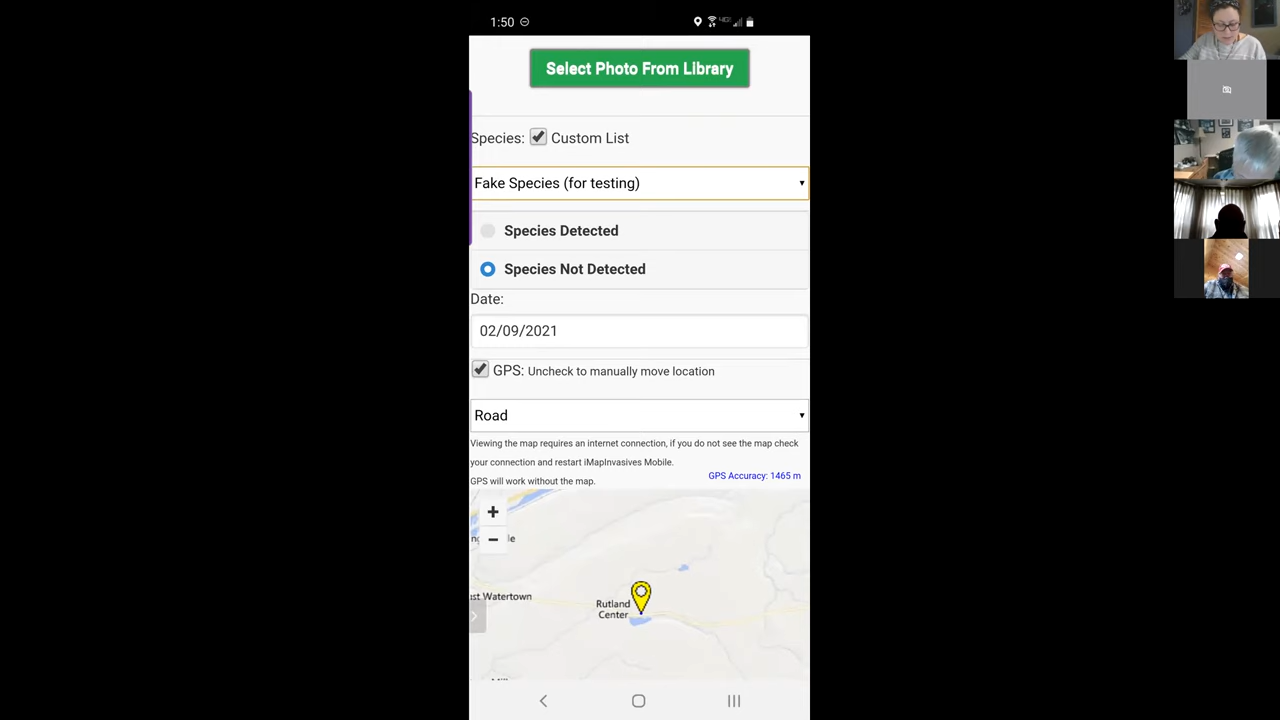 1:50
Select Photo From Library
Species: Custom List
Fake Species (for testing)
Species Detected
Species Not Detected
Date:
02/09/2021
GPS: Uncheck to manually move location
Road
Viewing the map requires an internet connection, if you do not see the map check
your connection and restart iMapInvasives Mobile.
GPS will work without the map.
GPS Accuracy: 1465 m
+
−
ist Watertown
Rutland
Center